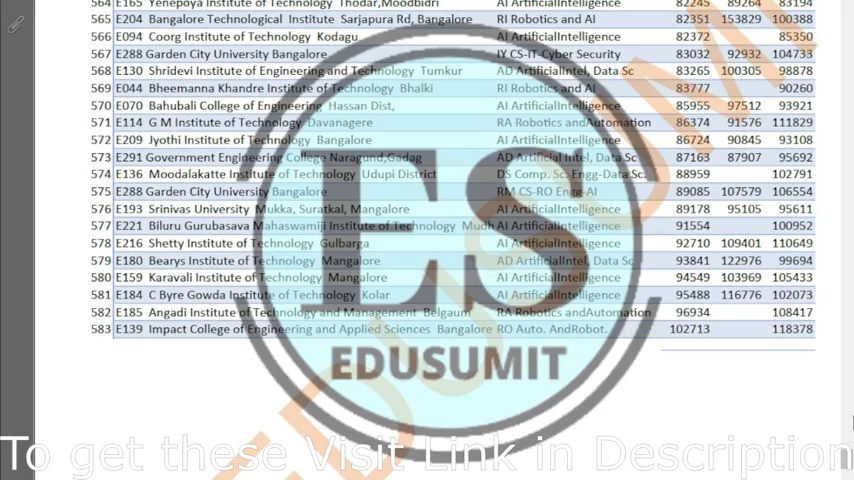 564 E165 Yenepoya Institute of Technology Thodar,Moodbidri AI ArtificialIntelligence 82245 89264 83194
565 E204 Bangalore Technological Institute Sarjapura Rd, Bangalore RI Robotics and AI 82351 153829 100388
566 E094 Coorg Institute of Technology Kodagu AI ArtificialIntelligence 82372 85350
567 E288 Garden City University Bangalore IY CS-IT-Cyber Security 83032 92932 104733
568 E130 Shridevi Institute of Engineering and Technology Tumkur AD ArtificialIntel, Data Sc 83265 100305 98878
569 E044 Bheemanna Khandre Institute of Technology Bhalki RI Robotics and AI 83777 90260
570 E070 Bahubali College of Engineering Hassan Dist, AI ArtificialIntelligence 85955 97512 93921
571 E114 G M Institute of Technology Davanagere RA Robotics andAutomation 86374 91576 111829
572 E209 Jyothi Institute of Technology Bangalore AI ArtificialIntelligence 86724 90845 93108
573 E291 Government Engineering College Naragund,Gadag AD Artificial Intel, Data Sc 87163 87907 95692
574 E136 Moodalakatte Institute of Technology Udupi District DS Comp. Sc. Engg-Data Sc. 88959 102791
575 E288 Garden City University Bangalore RM CS-RO Engg-AI 89085 107579 106554
576 E193 Srinivas University Mukka, Suratkal, Mangalore AI ArtificialIntelligence 89178 95105 95611
577 E221 Biluru Gurubasava Mahaswamiji Institute of Technology Mudh AI ArtificialIntelligence 91554 100952
578 E216 Shetty Institute of Technology Gulbarga AI ArtificialIntelligence 92710 109401 110649
579 E180 Bearys Institute of Technology Mangalore AD ArtificialIntel, Data Sc 93841 122976 99694
580 E159 Karavali Institute of Technology Mangalore AI ArtificialIntelligence 94549 103969 105433
581 E184 C Byre Gowda Institute of Technology Kolar AI ArtificialIntelligence 95488 116776 102073
582 E185 Angadi Institute of Technology and Management Belgaum RA Robotics andAutomation 96934 108417
583 E139 Impact College of Engineering and Applied Sciences Bangalore RO Auto. AndRobot. 102713 118378
ES
EDUSUMIT
EDUSUMIT
To get these Visit Link in Description